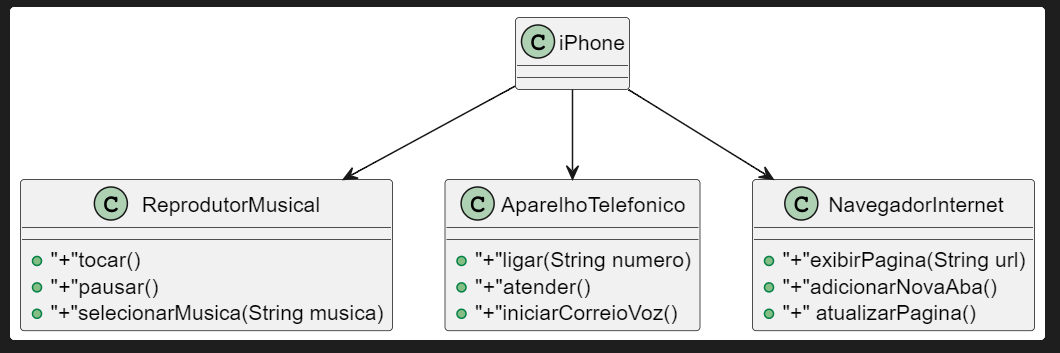 C iPhone
C ReprodutorMusical
"+"tocar()
"+"pausar()
"+"selecionarMusica(String musica)
C AparelhoTelefonico
"+"ligar(String numero)
"+"atender()
"+"iniciarCorreioVoz()
C NavegadorInternet
"+"exibirPagina(String url)
"+"adicionarNovaAba()
"+" atualizarPagina()